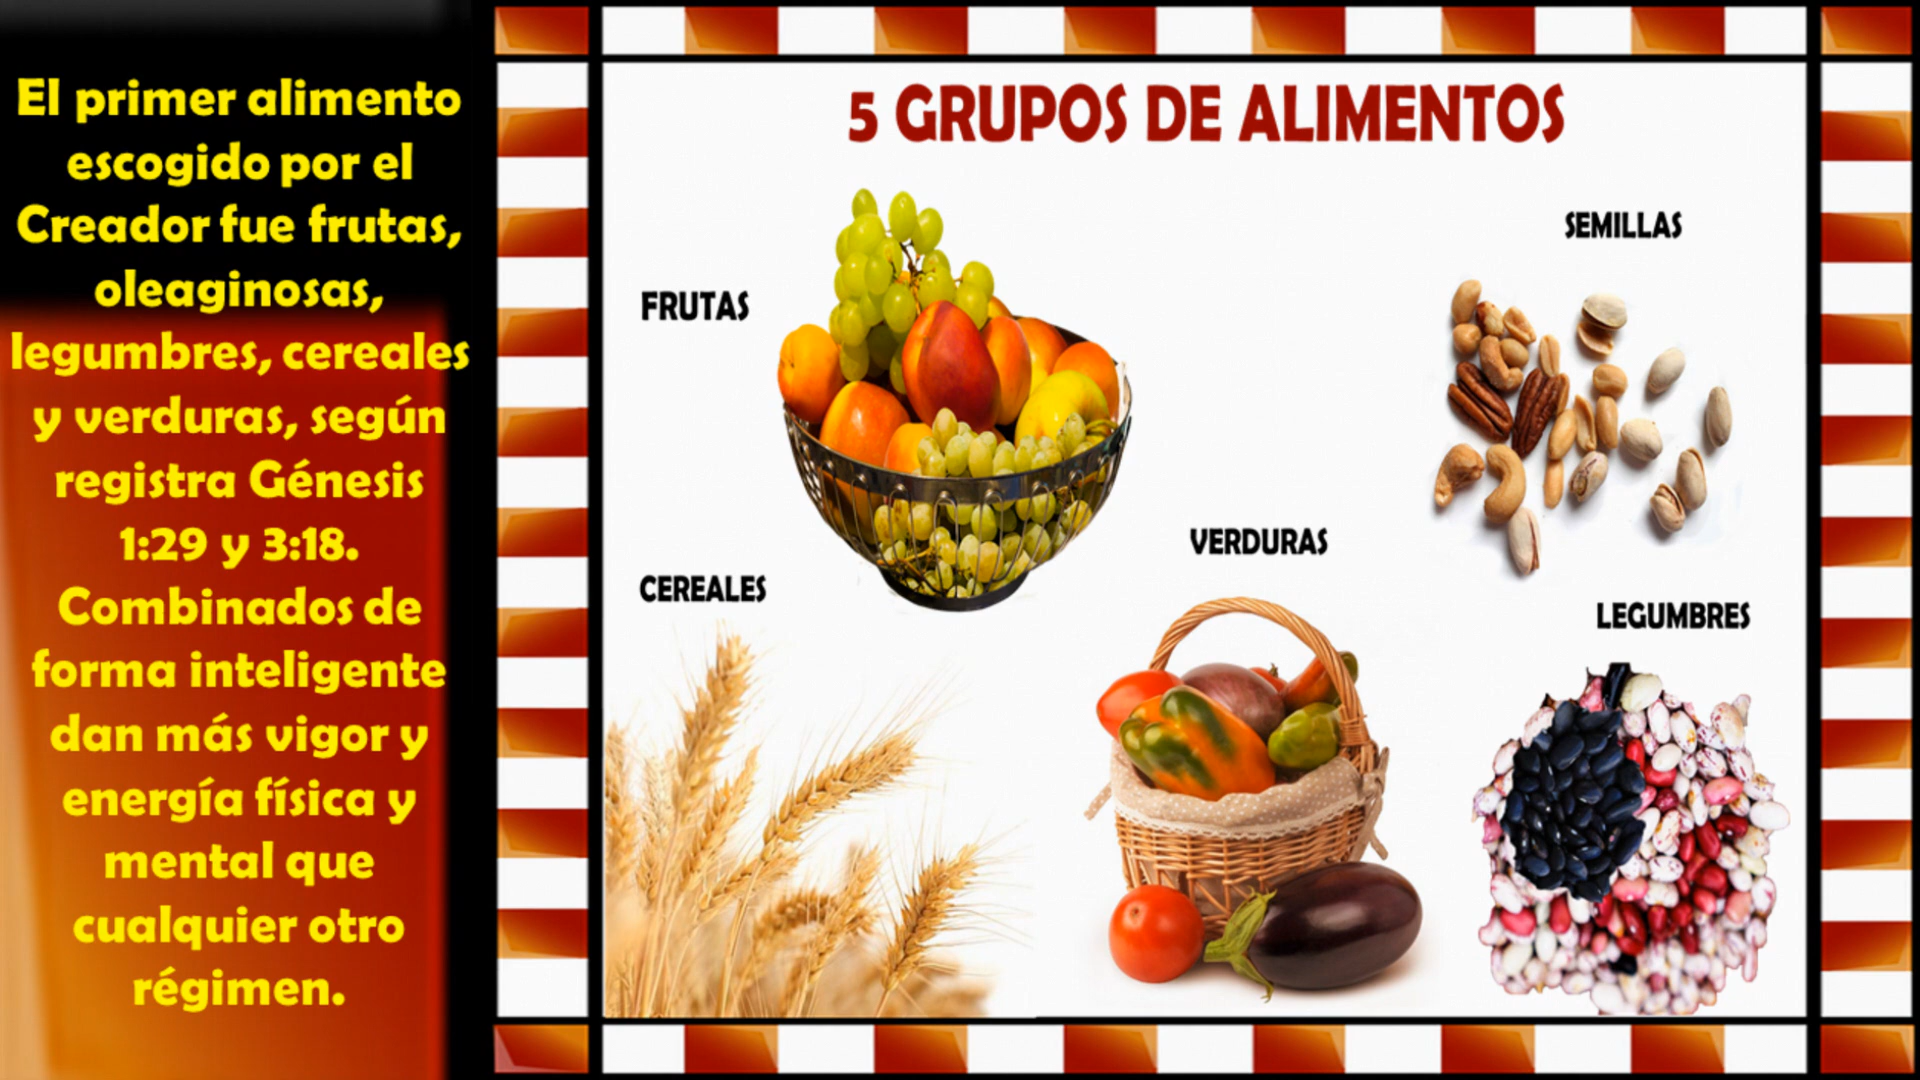 El primer alimento
escogido por el
Creador fue frutas,
oleaginosas,
legumbres, cereales
y verduras, según
registra Génesis
1:29 y 3:18.
Combinados de
forma inteligente
dan más vigor y
energía física y
mental que
cualquier otro
régimen.
5 GRUPOS DE ALIMENTOS
SEMILLAS
FRUTAS
VERDURAS
CEREALES
LEGUMBRES